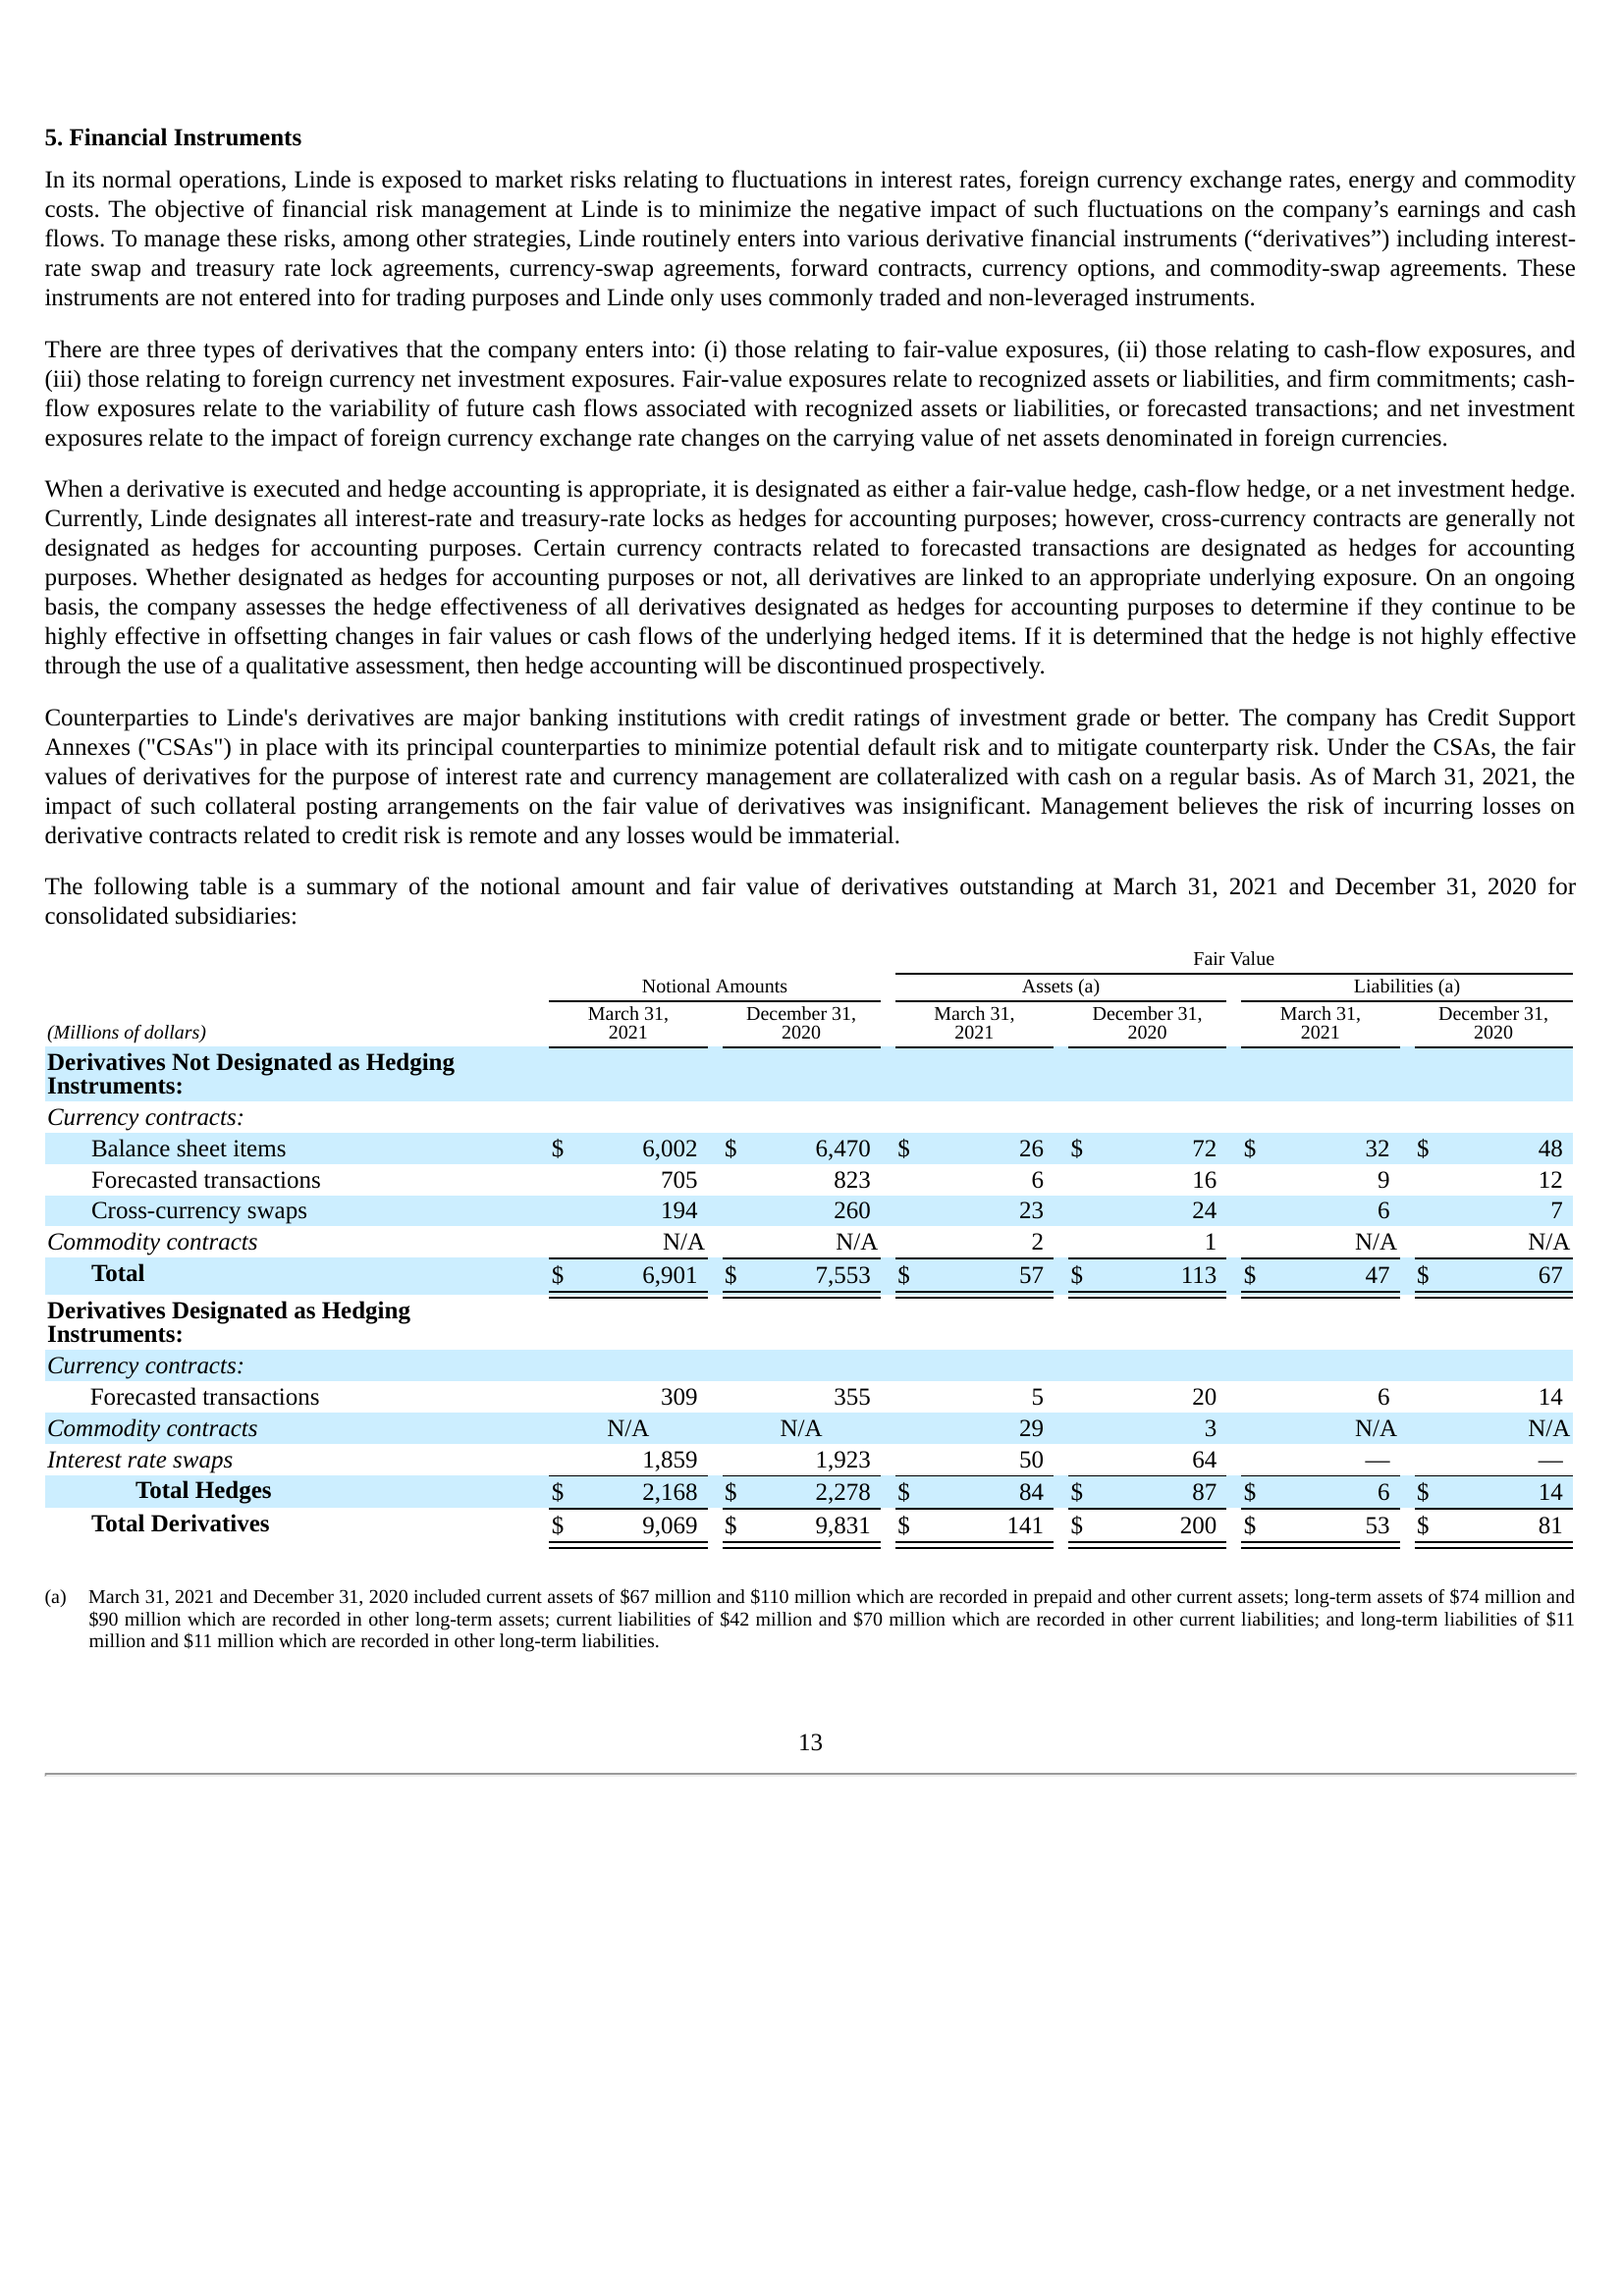 5. Financial Instruments
In its normal operations, Linde is exposed to market risks relating to fluctuations in interest rates, foreign currency exchange rates, energy and commodity
costs. The objective of financial risk management at Linde is to minimize the negative impact of such fluctuations on the company’s earnings and cash
flows. To manage these risks, among other strategies, Linde routinely enters into various derivative financial instruments (“derivatives”) including interest-
rate swap and treasury rate lock agreements, currency-swap agreements, forward contracts, currency options, and commodity-swap agreements. These
instruments are not entered into for trading purposes and Linde only uses commonly traded and non-leveraged instruments.
There are three types of derivatives that the company enters into: (i) those relating to fair-value exposures, (ii) those relating to cash-flow exposures, and
(iii) those relating to foreign currency net investment exposures. Fair-value exposures relate to recognized assets or liabilities, and firm commitments; cash-
flow exposures relate to the variability of future cash flows associated with recognized assets or liabilities, or forecasted transactions; and net investment
exposures relate to the impact of foreign currency exchange rate changes on the carrying value of net assets denominated in foreign currencies.
When a derivative is executed and hedge accounting is appropriate, it is designated as either a fair-value hedge, cash-flow hedge, or a net investment hedge.
Currently, Linde designates all interest-rate and treasury-rate locks as hedges for accounting purposes; however, cross-currency contracts are generally not
designated as hedges for accounting purposes. Certain currency contracts related to forecasted transactions are designated as hedges for accounting
purposes. Whether designated as hedges for accounting purposes or not, all derivatives are linked to an appropriate underlying exposure. On an ongoing
basis, the company assesses the hedge effectiveness of all derivatives designated as hedges for accounting purposes to determine if they continue to be
highly effective in offsetting changes in fair values or cash flows of the underlying hedged items. If it is determined that the hedge is not highly effective
through the use of a qualitative assessment, then hedge accounting will be discontinued prospectively.
Counterparties to Linde's derivatives are major banking institutions with credit ratings of investment grade or better. The company has Credit Support
Annexes ("CSAs") in place with its principal counterparties to minimize potential default risk and to mitigate counterparty risk. Under the CSAs, the fair
values of derivatives for the purpose of interest rate and currency management are collateralized with cash on a regular basis. As of March 31, 2021, the
impact of such collateral posting arrangements on the fair value of derivatives was insignificant. Management believes the risk of incurring losses on
derivative contracts related to credit risk is remote and any losses would be immaterial.
The following table is a summary of the notional amount and fair value of derivatives outstanding at March 31, 2021 and December 31, 2020 for
consolidated subsidiaries:
Fair Value
Notional Amounts Assets (a) Liabilities (a)
March 31, December 31, March 31, December 31, March 31, December 31,
(Millions of dollars) 2021 2020 2021 2020 2021 2020
Derivatives Not Designated as Hedging
Instruments:
Currency contracts:
Balance sheet items $ 6,002 $ 6,470 $ 26 $ 72 $ 32 $ 48
Forecasted transactions 705 823 6 16 9 12
Cross-currency swaps 194 260 23 24 6 7
Commodity contracts N/A N/A 2 1 N/A N/A
Total $ 6,901 $ 7,553 $ 57 $ 113 $ 47 $ 67
Derivatives Designated as Hedging
Instruments:
Currency contracts:
Forecasted transactions 309 355 5 20 6 14
Commodity contracts N/A N/A 29 3 N/A N/A
Interest rate swaps 1,859 1,923 50 64 — —
Total Hedges $ 2,168 $ 2,278 $ 84 $ 87 $ 6 $ 14
Total Derivatives $ 9,069 $ 9,831 $ 141 $ 200 $ 53 $ 81
(a) March 31, 2021 and December 31, 2020 included current assets of $67 million and $110 million which are recorded in prepaid and other current assets; long-term assets of $74 million and
$90 million which are recorded in other long-term assets; current liabilities of $42 million and $70 million which are recorded in other current liabilities; and long-term liabilities of $11
million and $11 million which are recorded in other long-term liabilities.
13